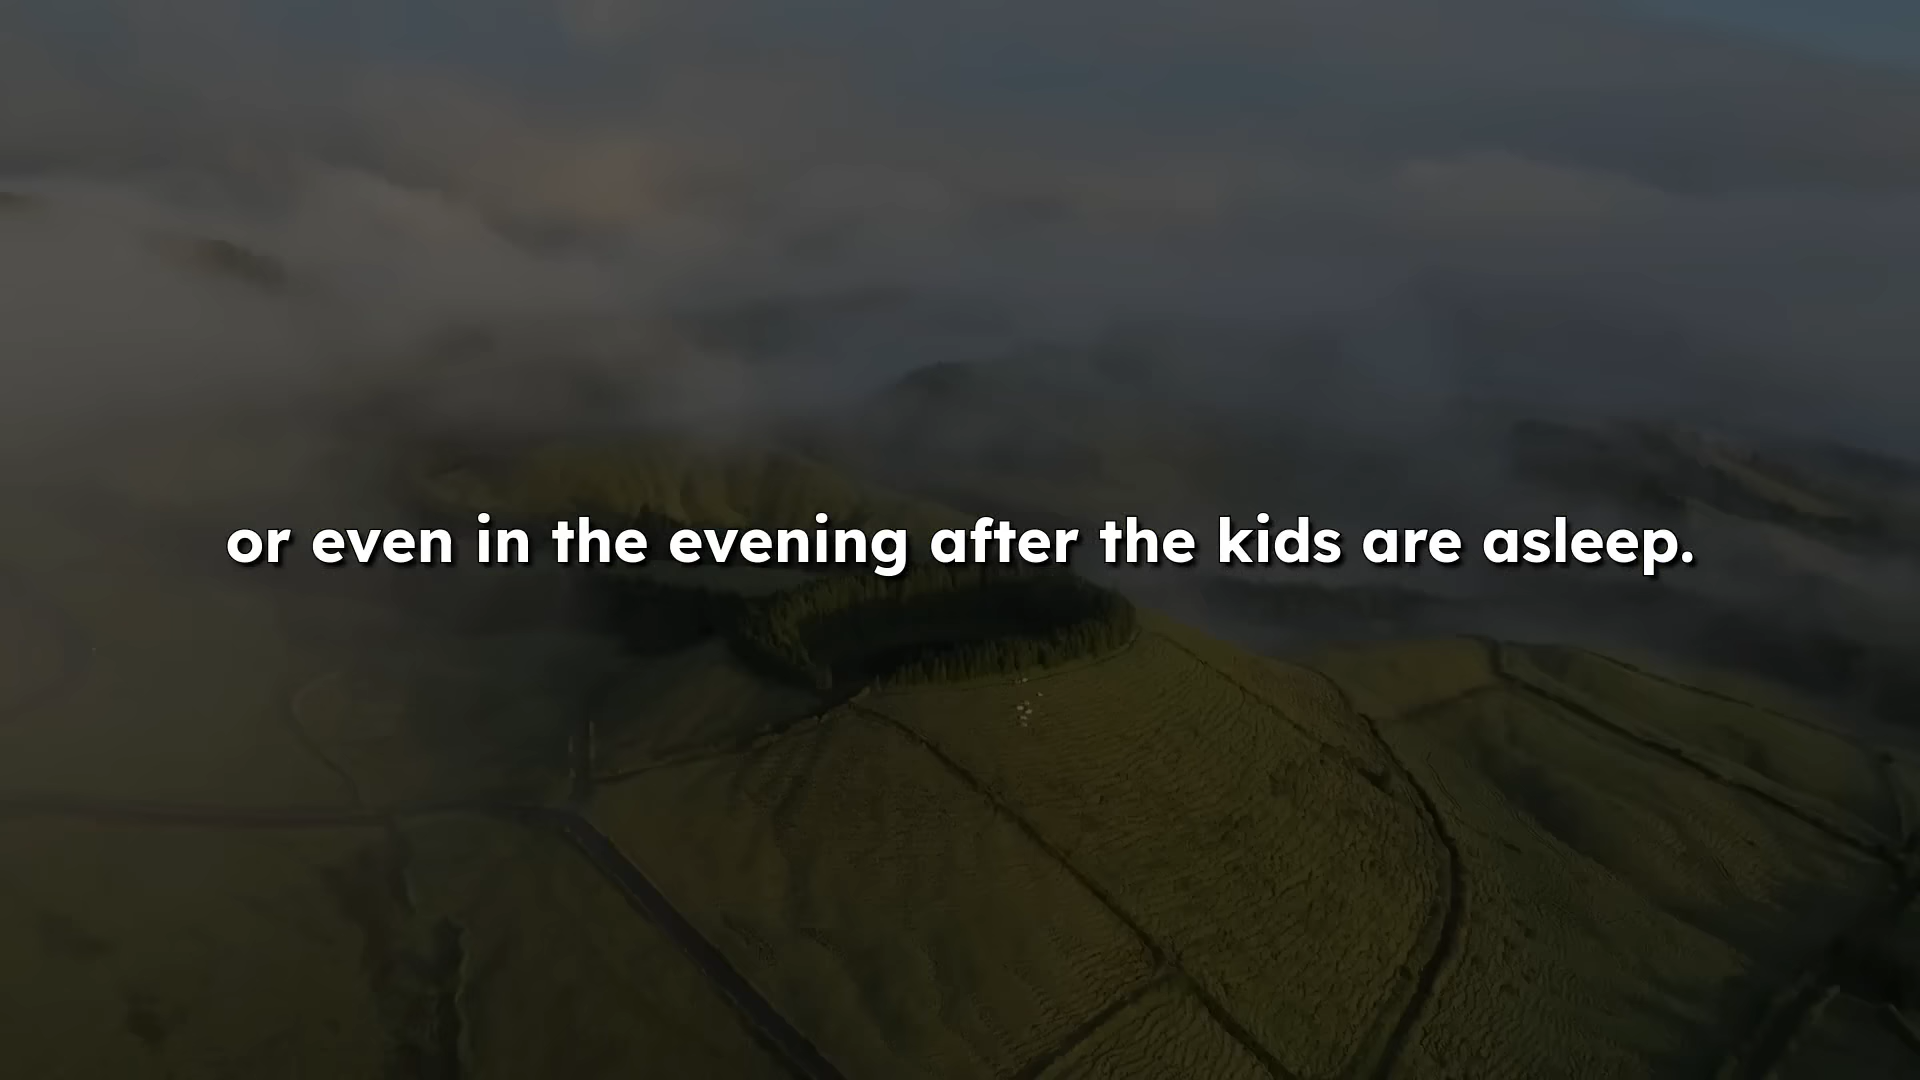 or even in the evening after the kids are asleep.